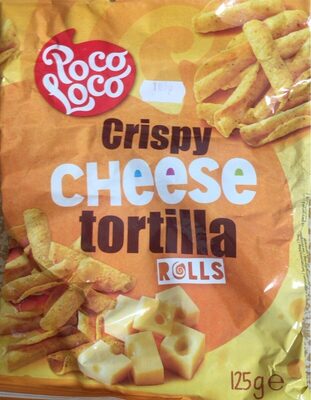 Poco
Loco
Crispy
CHEESE
tortilla
ROLLS
125g e